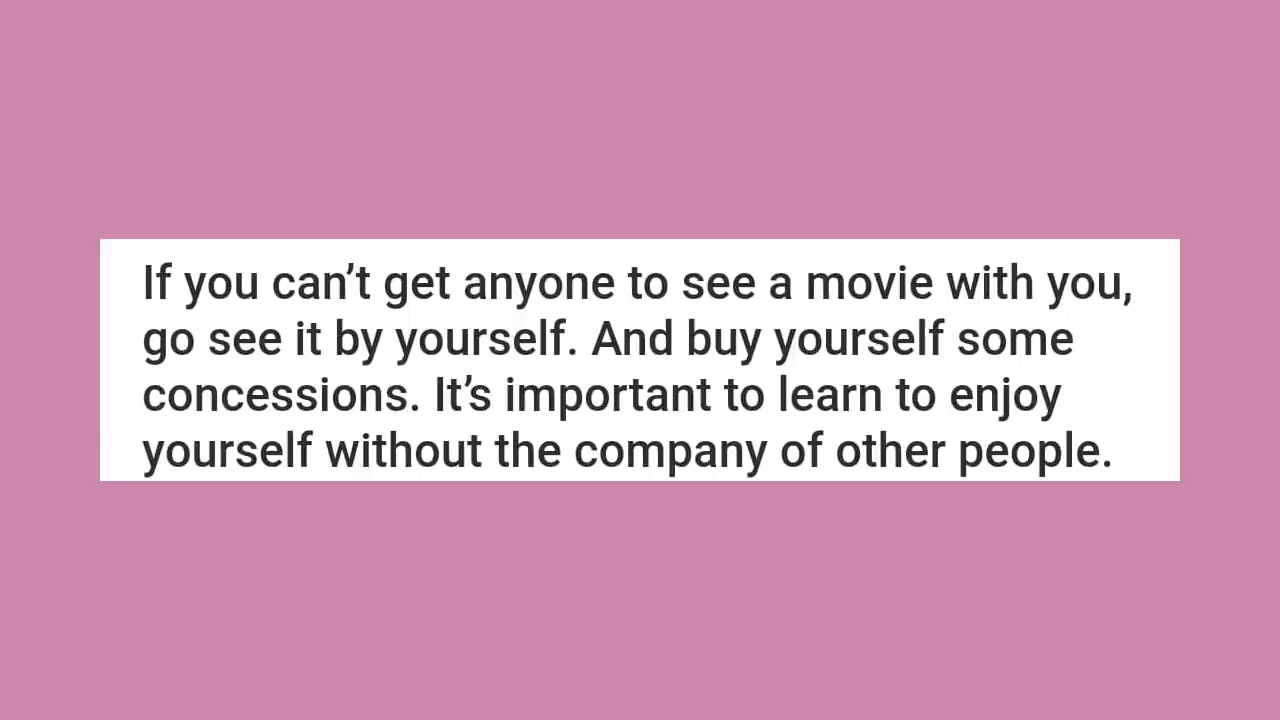 If you can’t get anyone to see a movie with you,
go see it by yourself. And buy yourself some
concessions. It’s important to learn to enjoy
yourself without the company of other people.